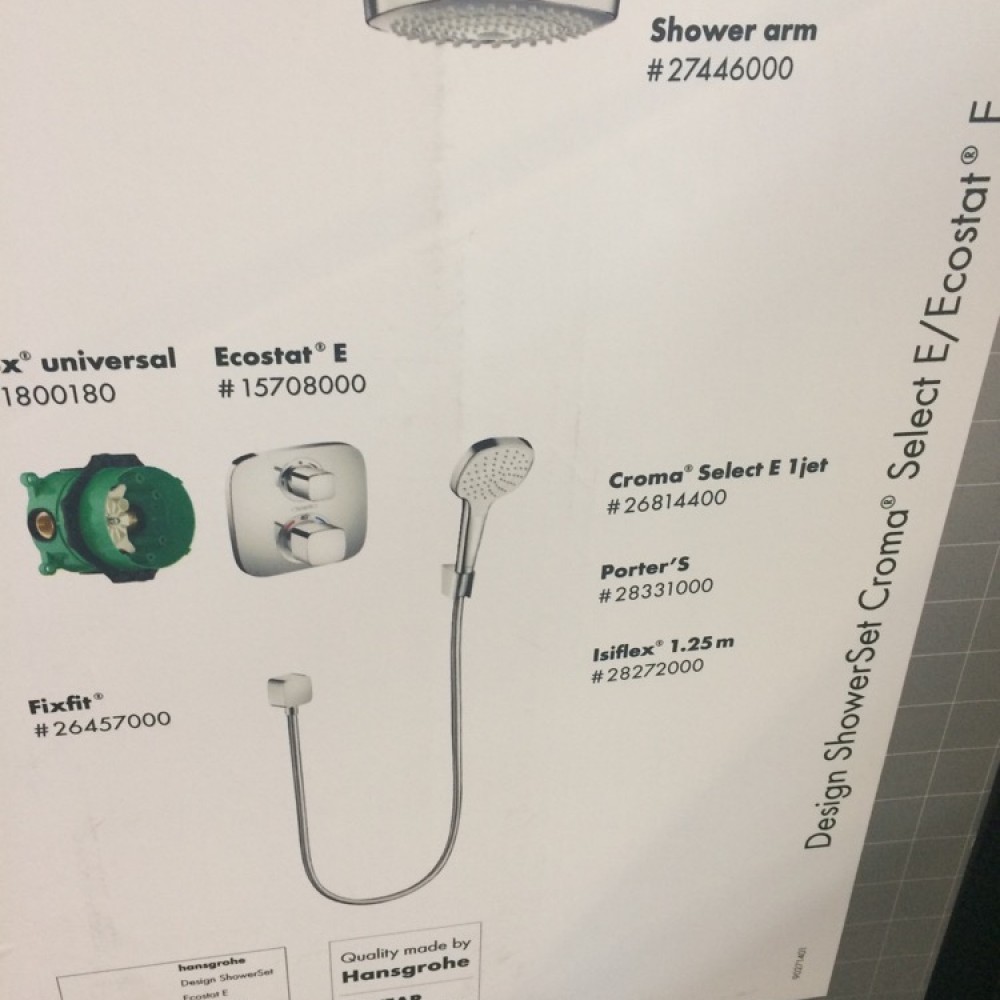 Shower arm
#27446000
x® universal
1800180
Ecostat® E
#15708000
Croma® Select E 1jet
#26814400
Porter'S
#28331000
Isiflex® 1.25 m
#28272000
Fixfit®
#26457000
Design ShowerSet Croma® Select E/Ecostat® E
hansgrohe
Design ShowerSet
Ecostat E
Quality made by
Hansgrohe
90271401